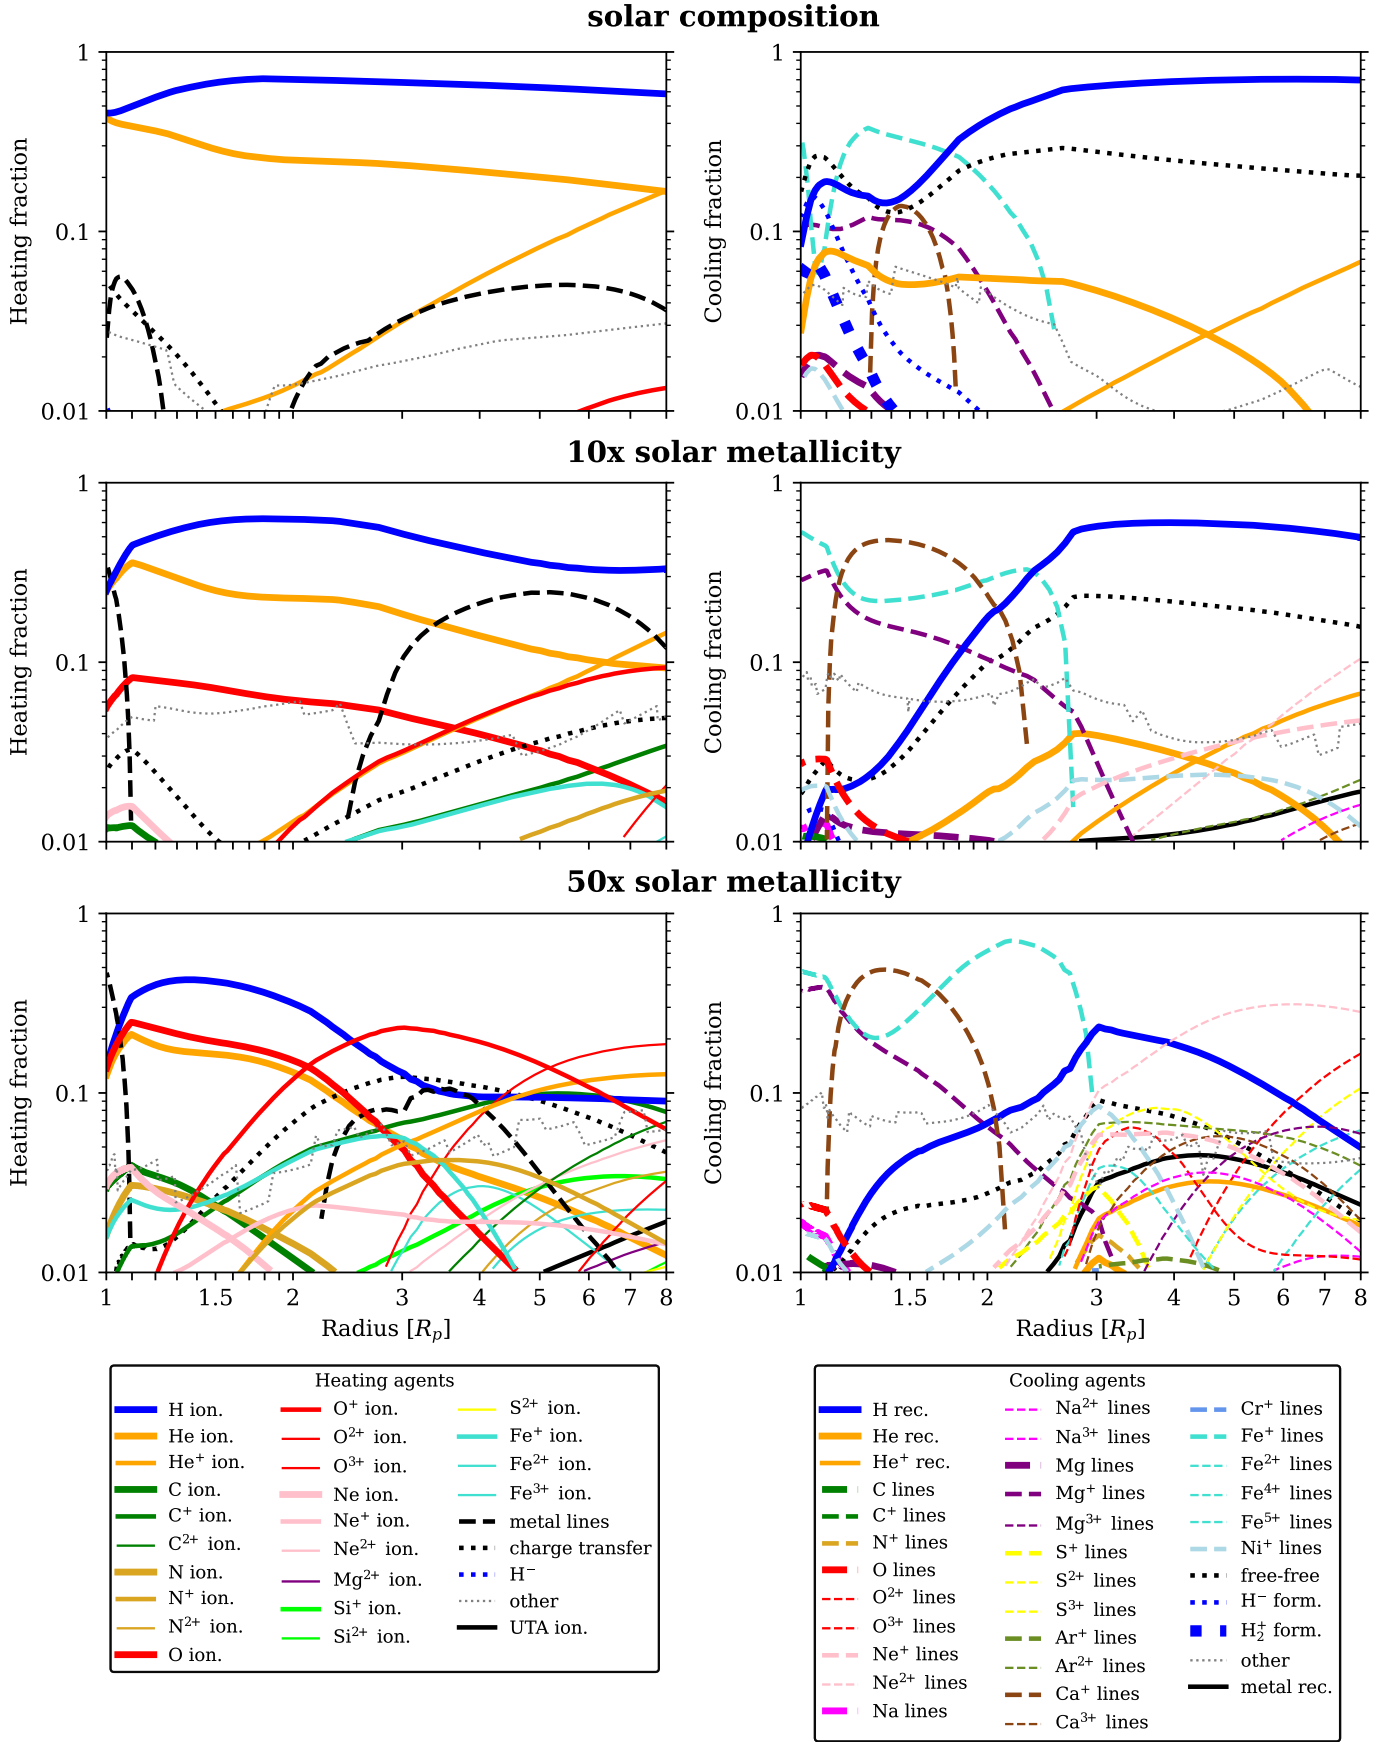 solar composition
1
0.1
0.01
Heating fraction
1
0.1
0.01
Cooling fraction
10x solar metallicity
1
0.1
0.01
Heating fraction
1
0.1
0.01
Cooling fraction
50x solar metallicity
1
0.1
0.01
Heating fraction
1 1.5 2 3 4 5 6 7 8
Radius [Rp]
1
0.1
0.01
Cooling fraction
1 1.5 2 3 4 5 6 7 8
Radius [Rp]
Heating agents
H ion.
He ion.
He⁺ ion.
C ion.
C⁺ ion.
C²⁺ ion.
N ion.
N⁺ ion.
N²⁺ ion.
O ion.
O⁺ ion.
O²⁺ ion.
O³⁺ ion.
Ne ion.
Ne⁺ ion.
Ne²⁺ ion.
Mg²⁺ ion.
Si⁺ ion.
Si²⁺ ion.
S²⁺ ion.
Fe⁺ ion.
Fe²⁺ ion.
Fe³⁺ ion.
metal lines
charge transfer
H⁻
other
UTA ion.
Cooling agents
H rec.
He rec.
He⁺ rec.
C lines
C⁺ lines
N⁺ lines
O lines
O²⁺ lines
O³⁺ lines
Ne⁺ lines
Ne²⁺ lines
Na lines
Na²⁺ lines
Na³⁺ lines
Mg lines
Mg⁺ lines
Mg³⁺ lines
S⁺ lines
S²⁺ lines
S³⁺ lines
Ar⁺ lines
Ar²⁺ lines
Ca⁺ lines
Ca³⁺ lines
Cr⁺ lines
Fe⁺ lines
Fe²⁺ lines
Fe⁴⁺ lines
Fe⁵⁺ lines
Ni⁺ lines
free-free
H⁻ form.
H₂⁺ form.
other
metal rec.